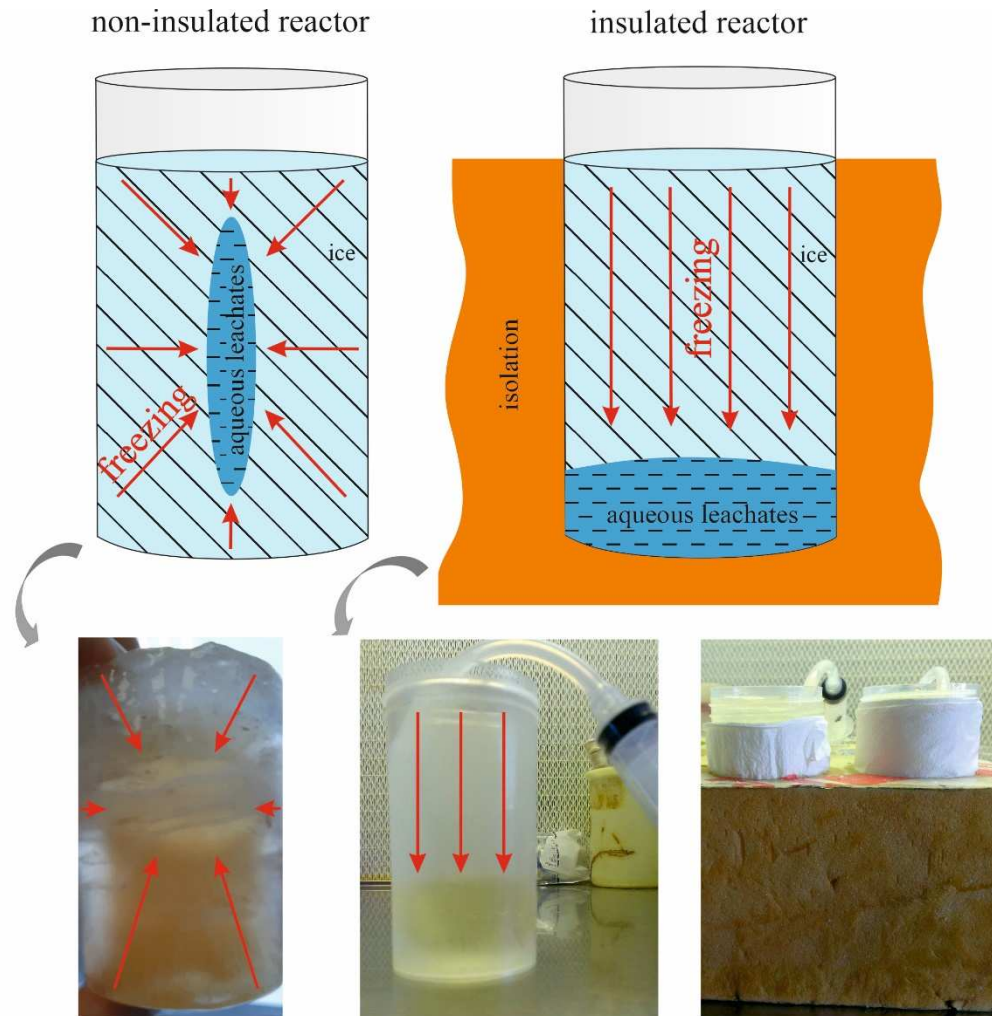 non-insulated reactor
insulated reactor
ice
aqueous leachates
freezing
isolation
freezing
ice
aqueous leachates